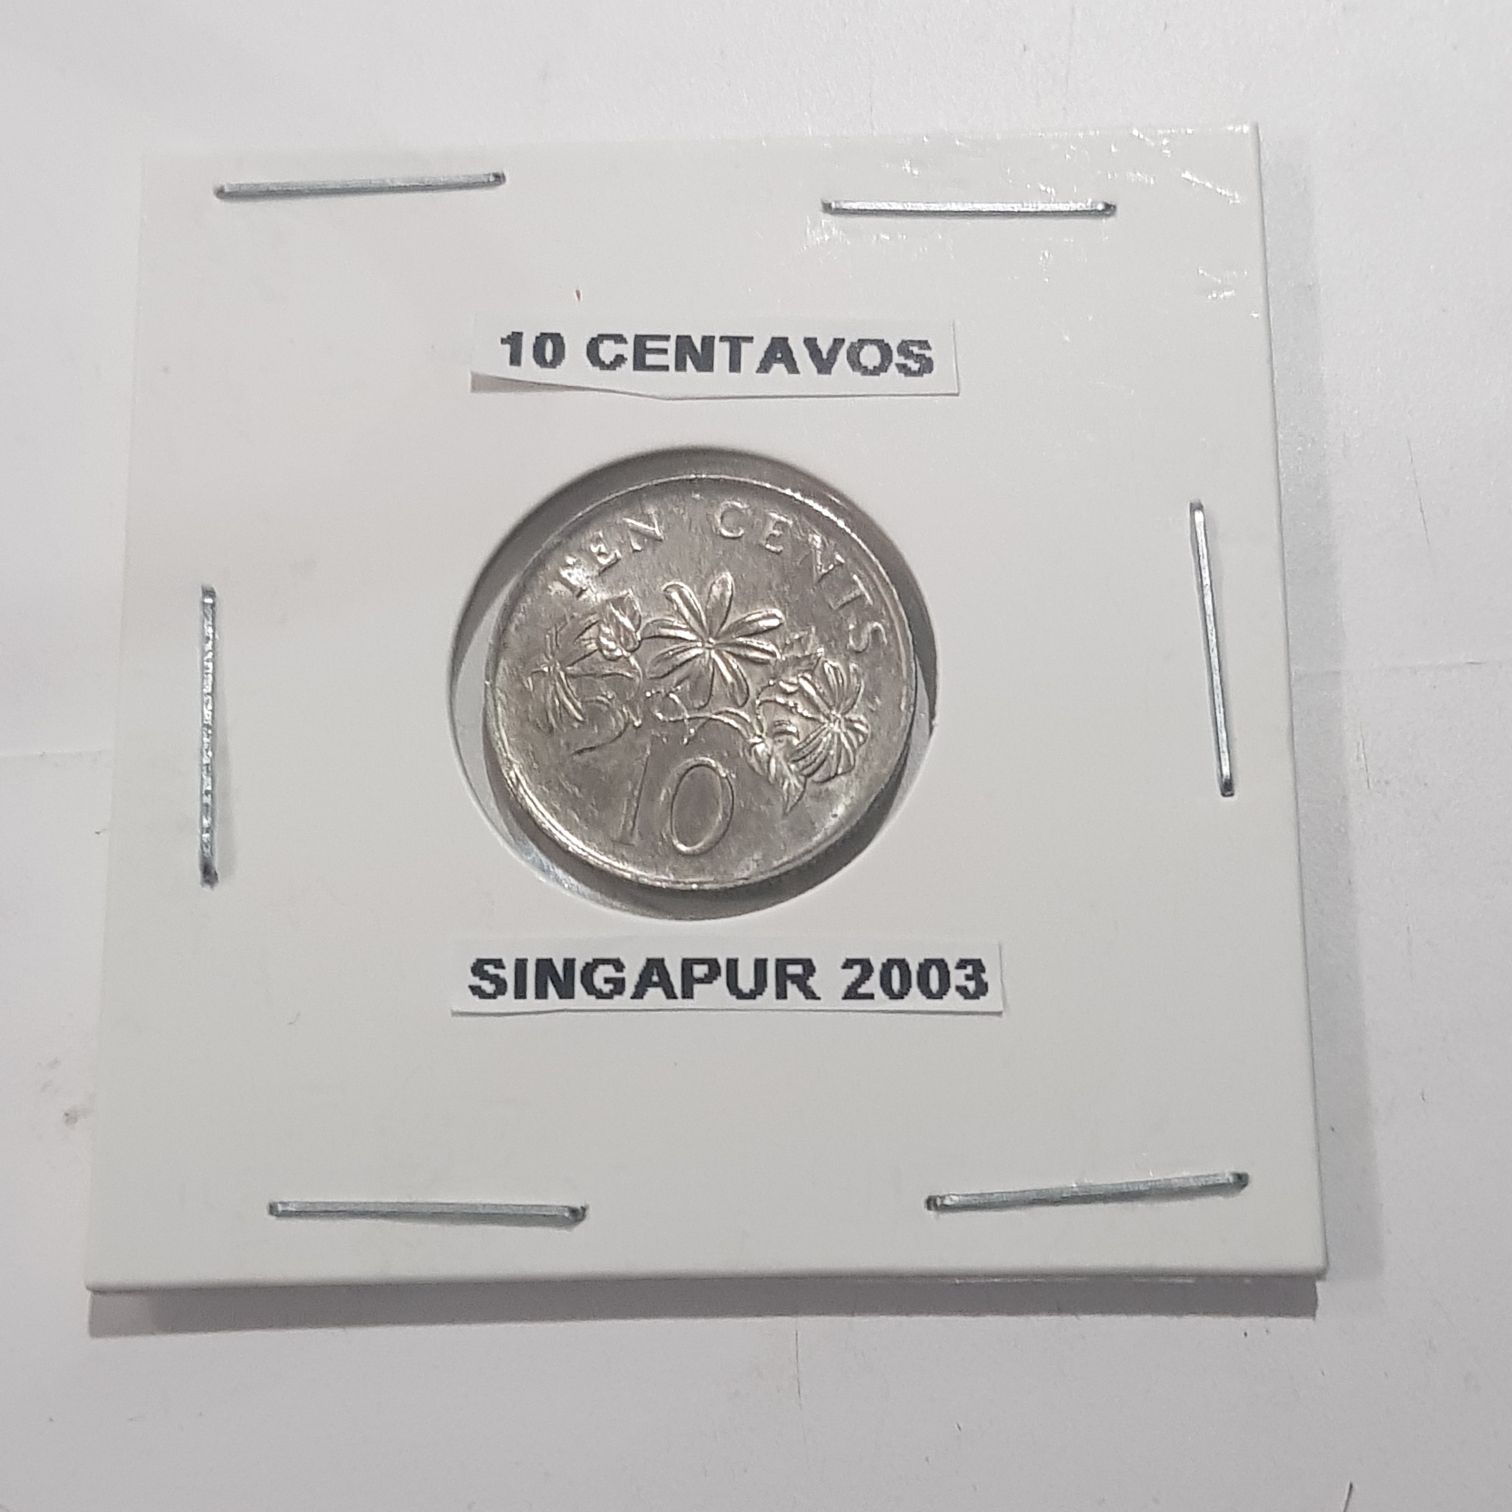 10 CENTAVOS
TEN CENTS
10
SINGAPUR 2003